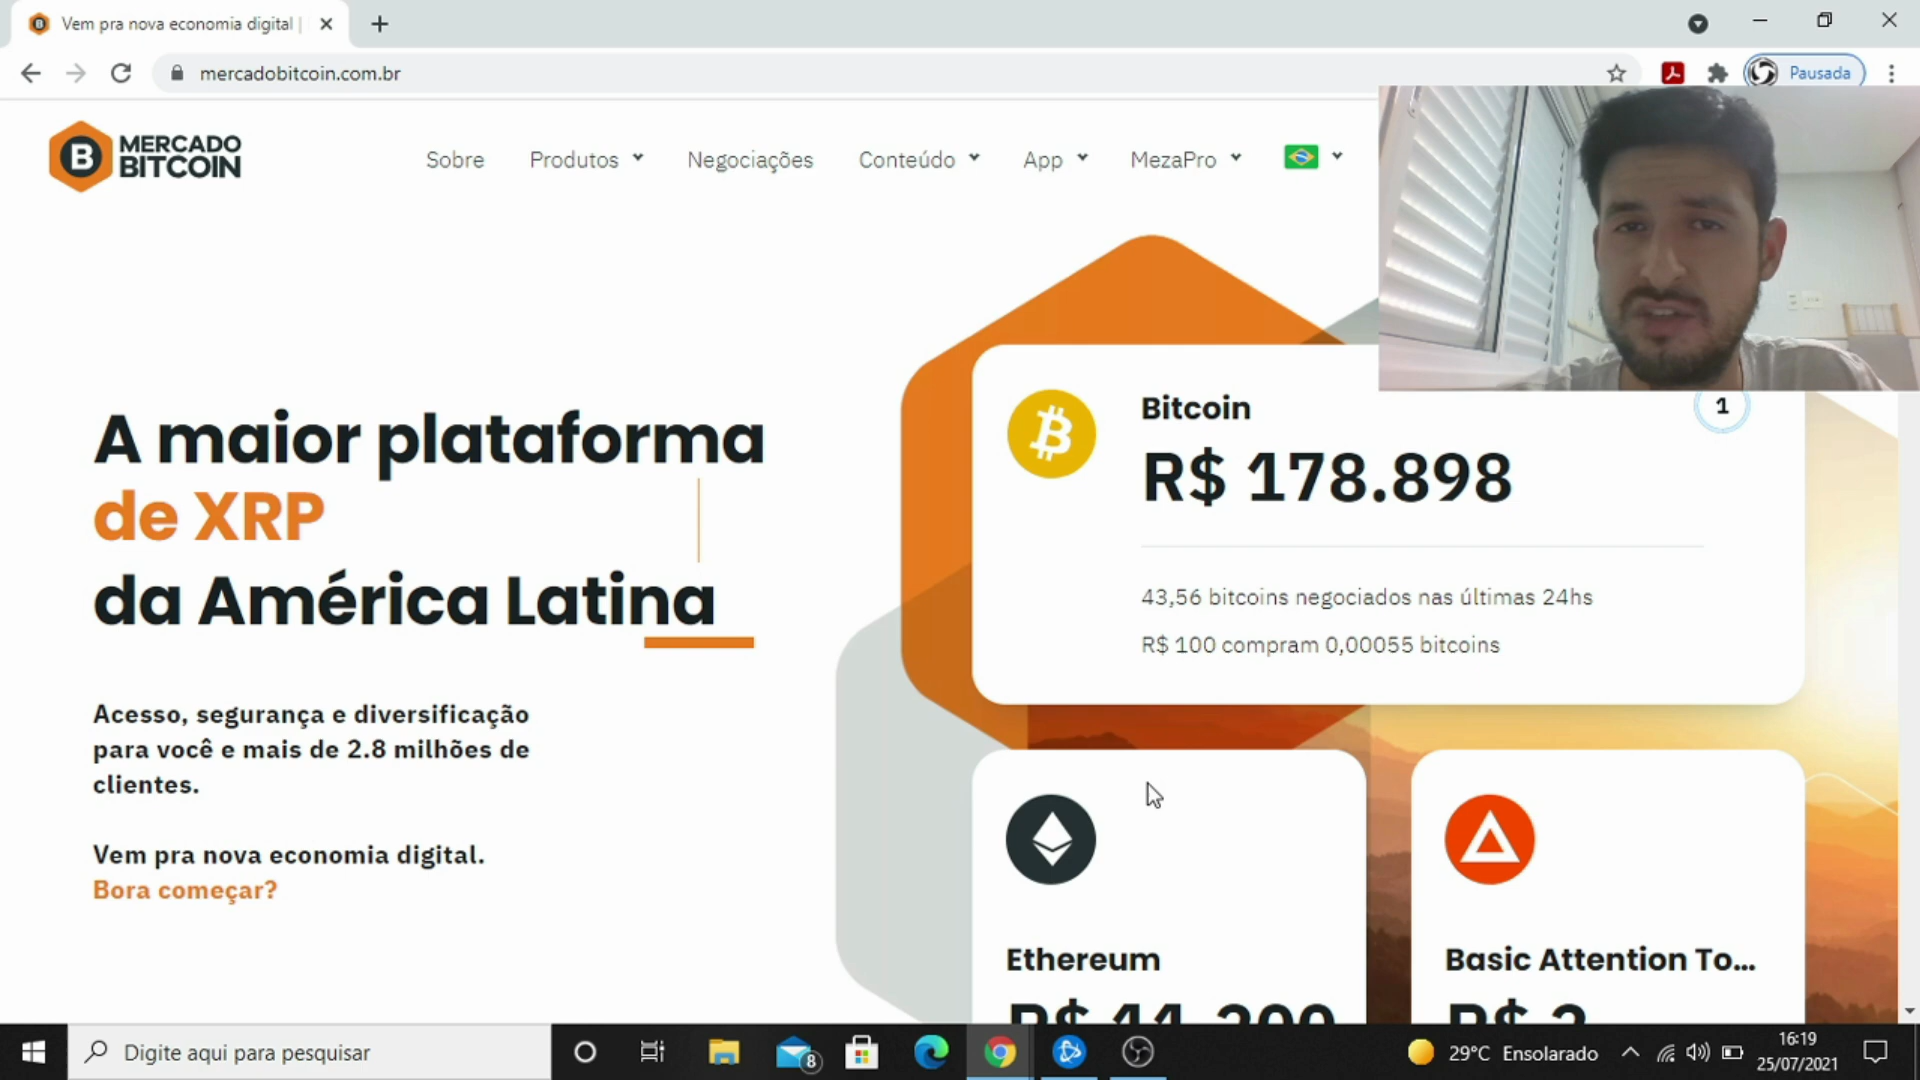 Vem pra nova economia digital |
mercadobitcoin.com.br
Pausada
MERCADO
BITCOIN
Sobre
Produtos
Negociações
Conteúdo
App
MezaPro
A maior plataforma
de XRP
da América Latina
Acesso, segurança e diversificação
para você e mais de 2.8 milhões de
clientes.
Vem pra nova economia digital.
Bora começar?
Bitcoin
1
R$ 178.898
43,56 bitcoins negociados nas últimas 24hs
R$ 100 compram 0,00055 bitcoins
Ethereum
Basic Attention To...
Digite aqui para pesquisar
8
29°C Ensolarado
16:19
25/07/2021